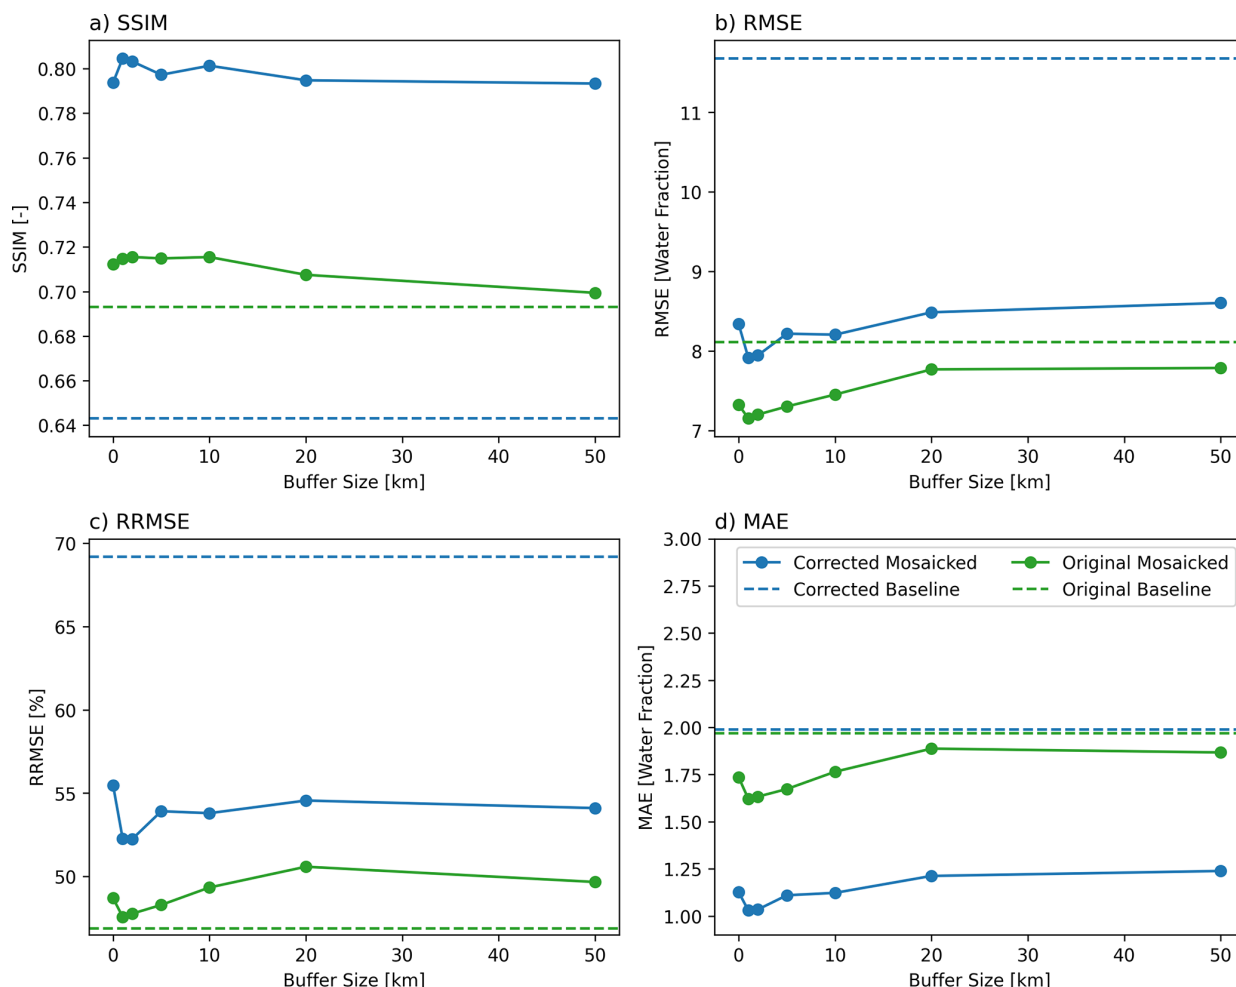 a) SSIM
SSIM [-]
0.80
0.78
0.76
0.74
0.72
0.70
0.68
0.66
0.64
0 10 20 30 40 50
Buffer Size [km]
b) RMSE
RMSE [Water Fraction]
11
10
9
8
7
0 10 20 30 40 50
Buffer Size [km]
c) RRMSE
RRMSE [%]
70
65
60
55
50
0 10 20 30 40 50
Buffer Size [km]
d) MAE
MAE [Water Fraction]
3.00
2.75
2.50
2.25
2.00
1.75
1.50
1.25
1.00
Corrected Mosaicked
Corrected Baseline
Original Mosaicked
Original Baseline
0 10 20 30 40 50
Buffer Size [km]